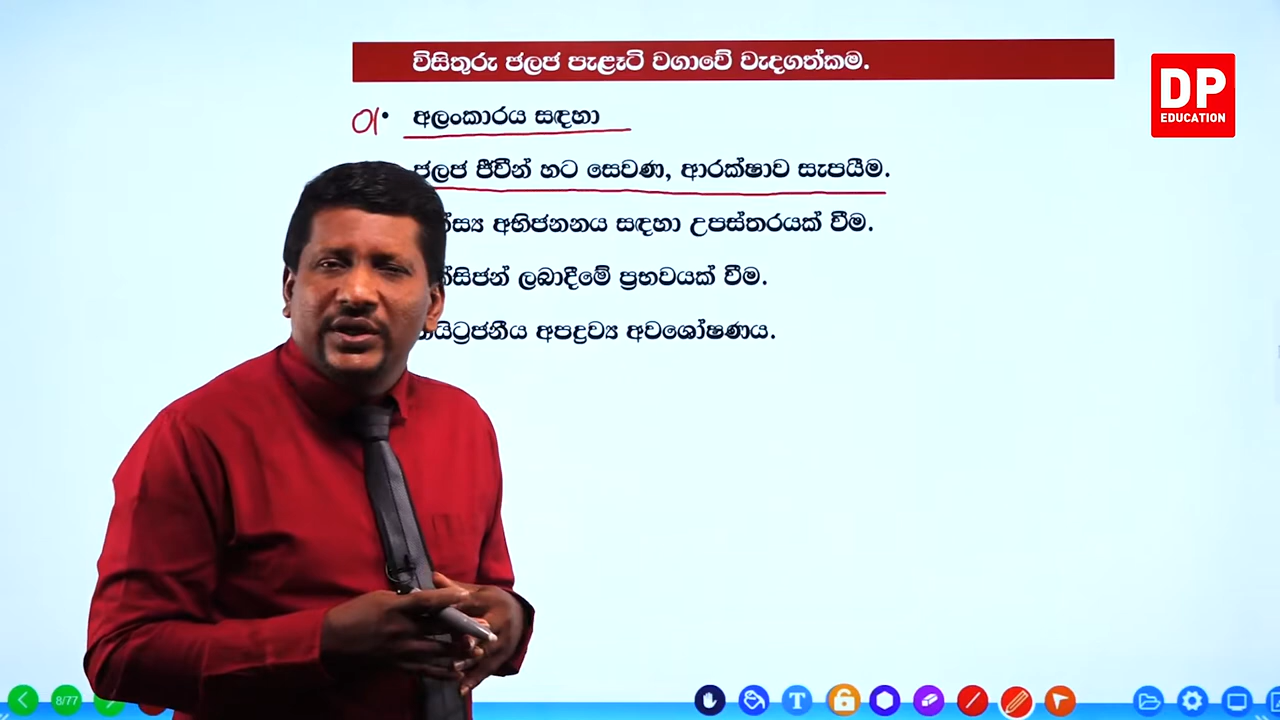 විසිතුරු ජලජ පැළෑටි වගාවේ වැදගත්කම.
DP
EDUCATION
01• අලංකාරය සඳහා
ජලජ ජීවීන් හට සෙවණ, ආරක්ෂාව සැපයීම.
අභිජනනය සඳහා උපස්තරයක් වීම.
ලබාදීමේ ප්‍රභවයක් වීම.
අපද්‍රව්‍ය අවශෝෂණය.
8/77
T